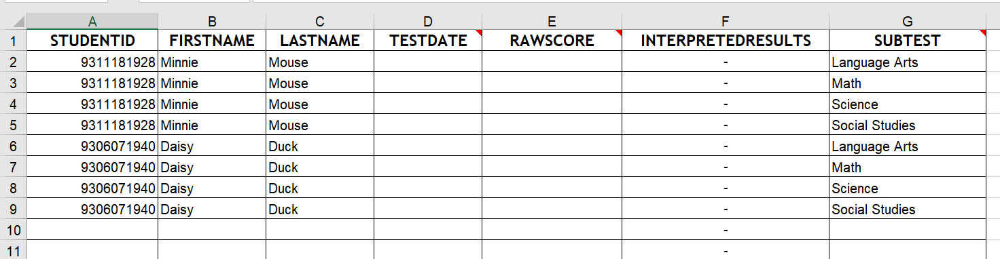 A B C D E F G
1 STUDENTID FIRSTNAME LASTNAME TESTDATE RAWSCORE INTERPRETEDRESULTS SUBTEST
2 9311181928 Minnie Mouse - Language Arts
3 9311181928 Minnie Mouse - Math
4 9311181928 Minnie Mouse - Science
5 9311181928 Minnie Mouse - Social Studies
6 9306071940 Daisy Duck - Language Arts
7 9306071940 Daisy Duck - Math
8 9306071940 Daisy Duck - Science
9 9306071940 Daisy Duck - Social Studies
10 -
11 -